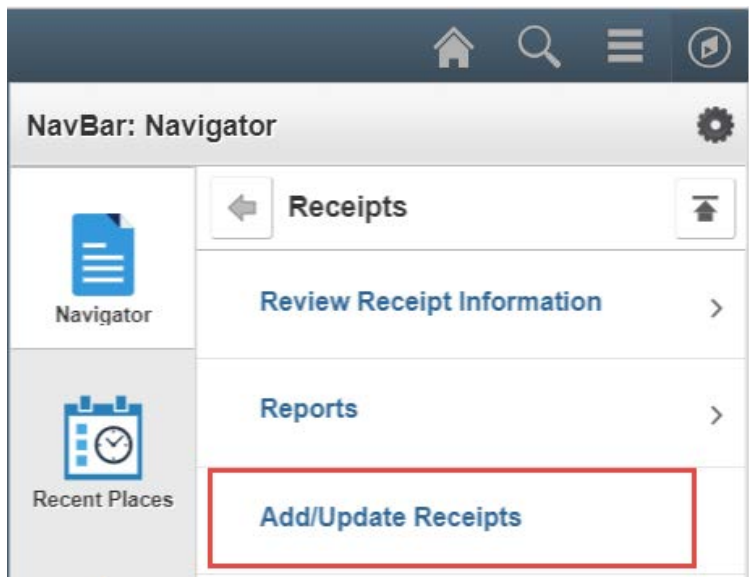 NavBar: Navigator
Receipts
Navigator
Review Receipt Information
Reports
Recent Places
Add/Update Receipts